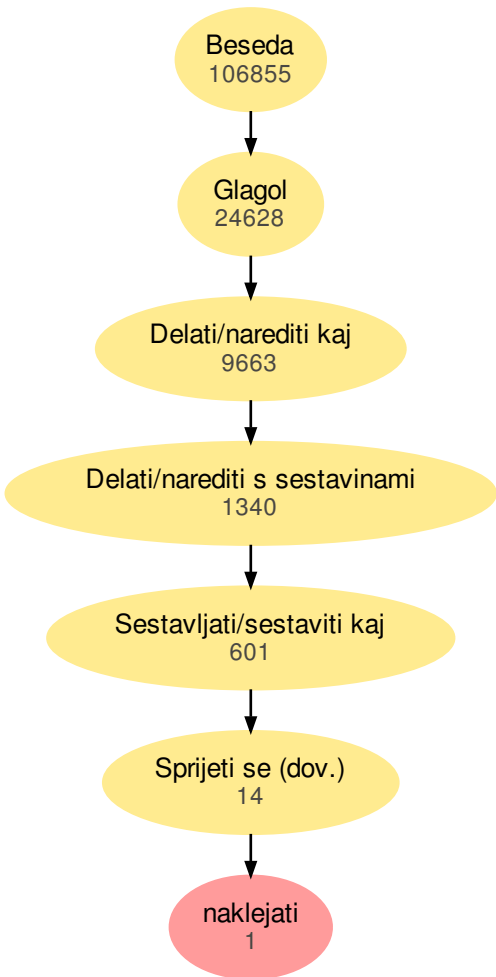 Beseda
106855
Glagol
24628
Delati/narediti kaj
9663
Delati/narediti s sestavinami
1340
Sestavljati/sestaviti kaj
601
Sprijeti se (dov.)
14
naklejati
1